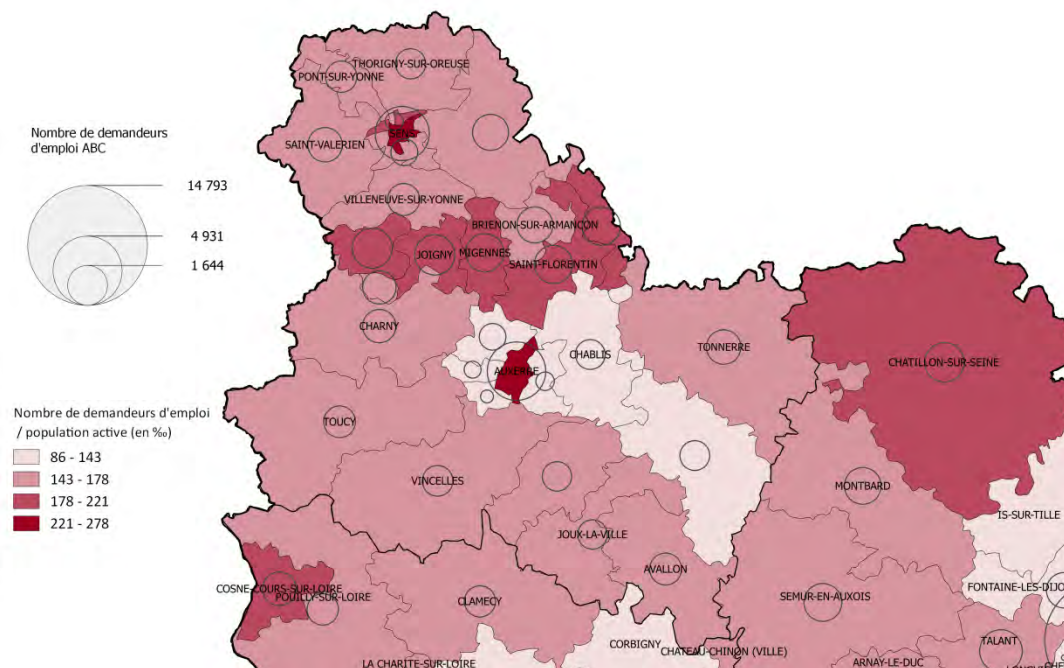 Nombre de demandeurs
d'emploi ABC
14 793
4 931
1 644
Nombre de demandeurs d'emploi
/ population active (en ‰)
86 - 143
143 - 178
178 - 221
221 - 278
THORIGNY-SUR-OREUSE
PONT-SUR-YONNE
SENS
SAINT-VALERIEN
VILLENEUVE-SUR-YONNE
BRIENON-SUR-ARMANÇON
JOIGNY
MIGENNES
SAINT-FLORENTIN
CHARNY
TONNERRE
CHABLIS
CHATILLON-SUR-SEINE
AUXERRE
TOUCY
VINCELLES
MONTBARD
IS-SUR-TILLE
JOUX-LA-VILLE
AVALLON
COSNE-COURS-SUR-LOIRE
POUILLY-SUR-LOIRE
CLAMECY
SEMUR-EN-AUXOIS
FONTAINE-LES-DIJO
CORBIGNY
CHATEAU-CHINON (VILLE)
TALANT
LA CHARITE-SUR-LOIRE
ARNAY-LE-DUC